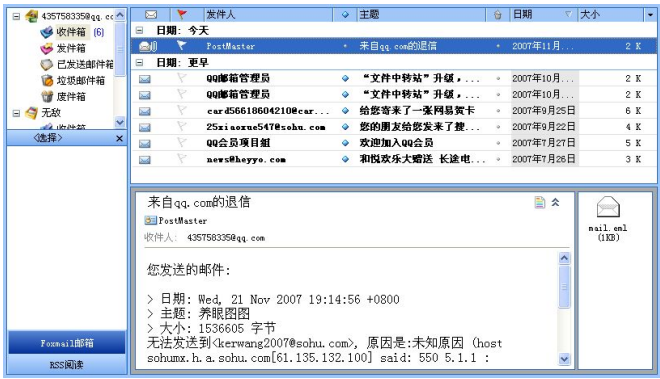 435758335@qq.cc
收件箱 (6)
发件箱
已发送邮件箱
垃圾邮件箱
废件箱
无敌
收件箱
<选择>
Foxmail邮箱
RSS阅读
发件人 主题 日期 大小
日期: 今天
PostMaster 来自qq.com的退信 2007年11月... 2 K
日期: 更早
QQ邮箱管理员 “文件中转站”升级，... 2007年10月... 2 K
QQ邮箱管理员 “文件中转站”升级，... 2007年10月... 2 K
card56618604210@car... 给您寄来了一张网易贺卡 2007年9月25日 6 K
25xiaoxue547@sohu.com 您的朋友给您发来了搜... 2007年9月22日 4 K
QQ会员项目组 欢迎加入QQ会员 2007年7月27日 5 K
news@heyyo.com 和悦欢乐大赠送 长途电... 2007年7月26日 3 K
来自qq.com的退信
PostMaster
收件人: 435758335@qq.com
您发送的邮件:
> 日期: Wed, 21 Nov 2007 19:14:56 +0800
> 主题: 养眼图图
> 大小: 1536605 字节
无法发送到<kerwang2007@sohu.com>, 原因是:未知原因 (host
sohumx.h.a.sohu.com[61.135.132.100] said: 550 5.1.1 :
mail.eml
(1KB)